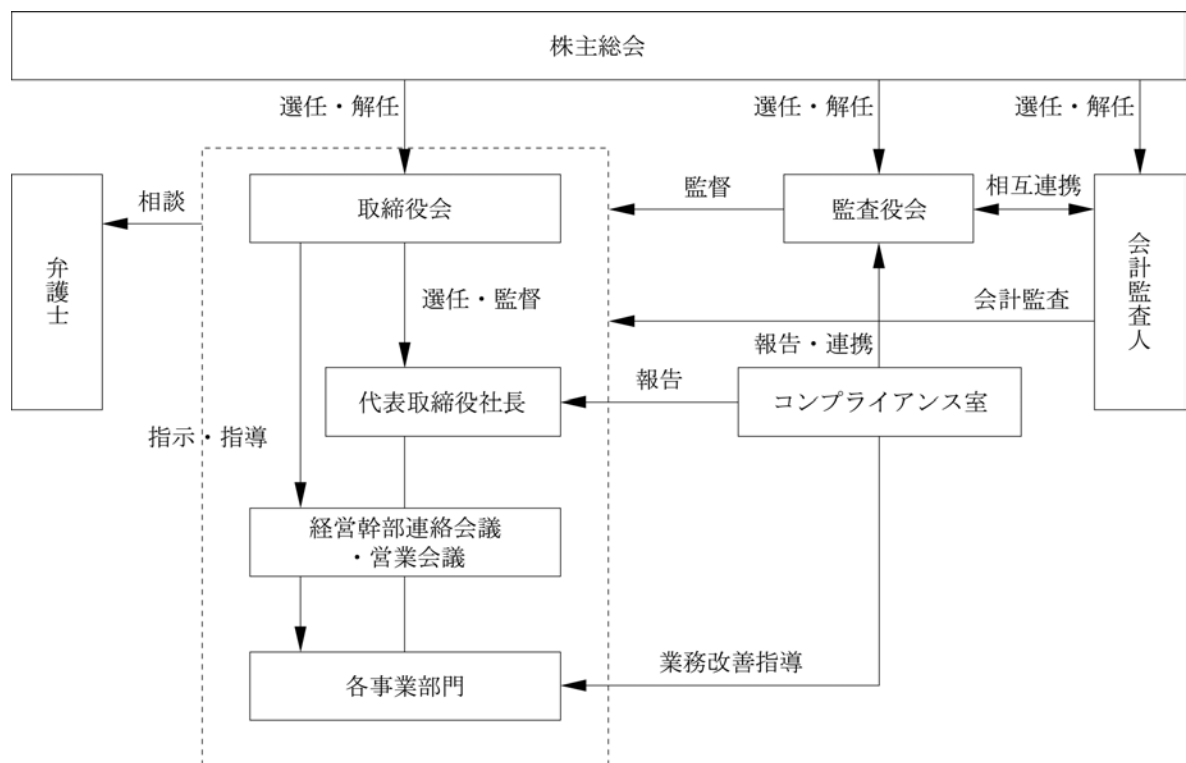 株主総会
選任・解任
選任・解任
選任・解任
弁護士
相談
取締役会
監督
監査役会
相互連携
会計監査人
選任・監督
会計監査
報告・連携
代表取締役社長
報告
コンプライアンス室
指示・指導
経営幹部連絡会議
・営業会議
各事業部門
業務改善指導